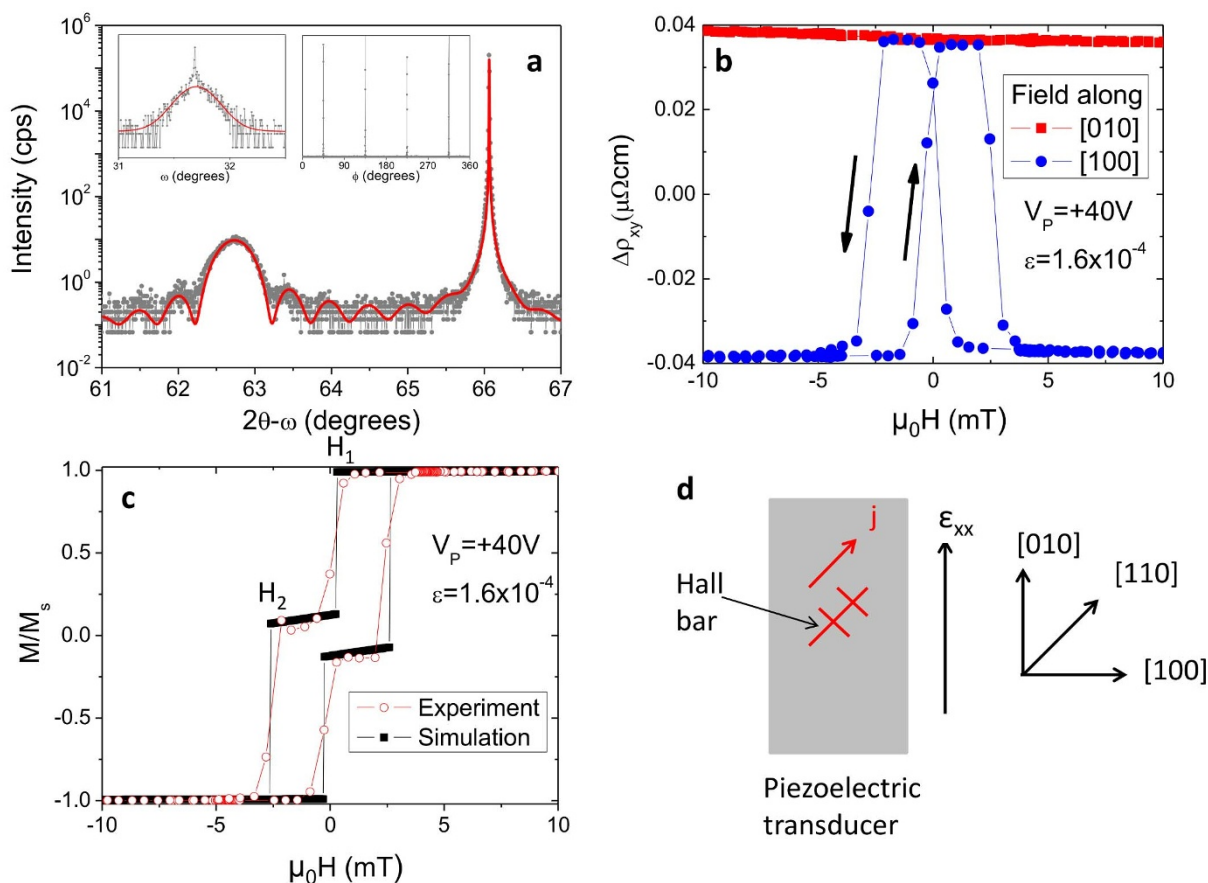 a
Intensity (cps)
10^6
10^4
10^2
10^0
10^-2
31
32
ω (degrees)
0 90 180 270 360
ϕ (degrees)
61 62 63 64 65 66 67
2θ-ω (degrees)
b
Δρ_xy(μΩcm)
0.04
0.02
0.00
-0.02
-0.04
Field along
[010]
[100]
V_P=+40V
ε=1.6x10^-4
-10 -5 0 5 10
μ₀H (mT)
c
M/M_s
1.0
0.5
0.0
-0.5
-1.0
H₁
H₂
V_P=+40V
ε=1.6x10^-4
Experiment
Simulation
-10 -5 0 5 10
μ₀H (mT)
d
j
ε_xx
Hall
bar
[010]
[110]
[100]
Piezoelectric
transducer